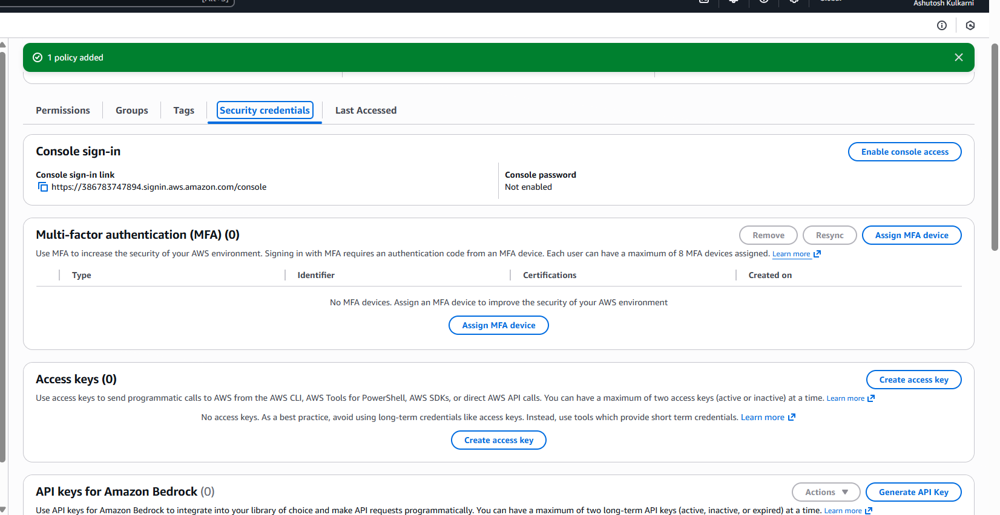 Ashutosh Kulkarni
1 policy added
Permissions Groups Tags Security credentials Last Accessed
Console sign-in
Enable console access
Console sign-in link
https://386783747894.signin.aws.amazon.com/console
Console password
Not enabled
Multi-factor authentication (MFA) (0)
Remove Resync Assign MFA device
Use MFA to increase the security of your AWS environment. Signing in with MFA requires an authentication code from an MFA device. Each user can have a maximum of 8 MFA devices assigned. Learn more
Type Identifier Certifications Created on
No MFA devices. Assign an MFA device to improve the security of your AWS environment
Assign MFA device
Access keys (0)
Create access key
Use access keys to send programmatic calls to AWS from the AWS CLI, AWS Tools for PowerShell, AWS SDKs, or direct AWS API calls. You can have a maximum of two access keys (active or inactive) at a time. Learn more
No access keys. As a best practice, avoid using long-term credentials like access keys. Instead, use tools which provide short term credentials. Learn more
Create access key
API keys for Amazon Bedrock (0)
Actions Generate API Key
Use API keys for Amazon Bedrock to integrate into your library of choice and make API requests programmatically. You can have a maximum of two long-term API keys (active, inactive, or expired) at a time. Learn more